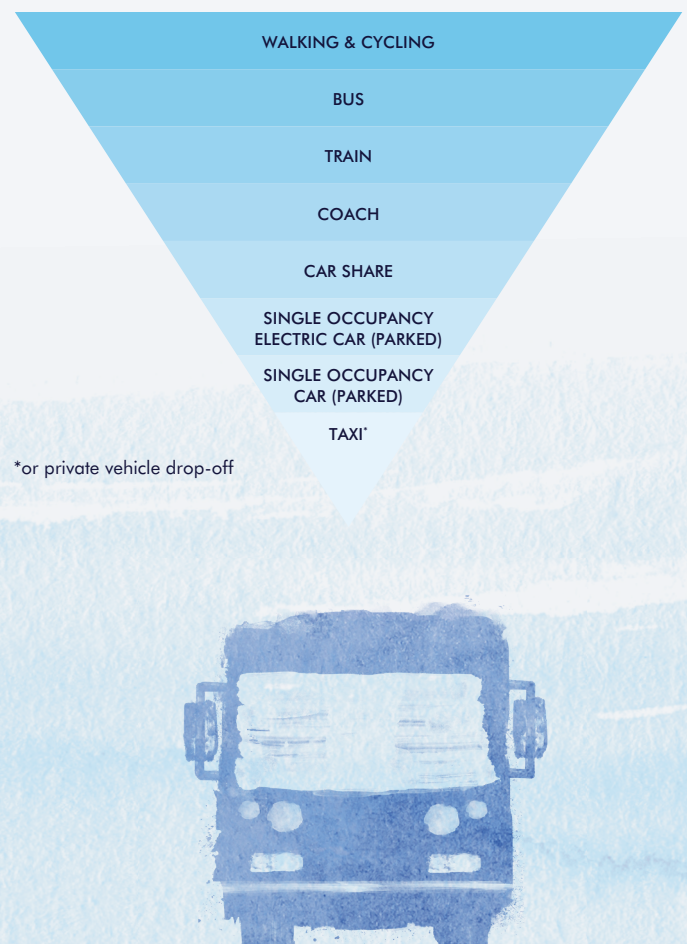 WALKING & CYCLING
BUS
TRAIN
COACH
CAR SHARE
SINGLE OCCUPANCY
ELECTRIC CAR (PARKED)
SINGLE OCCUPANCY
CAR (PARKED)
TAXI*
*or private vehicle drop-off